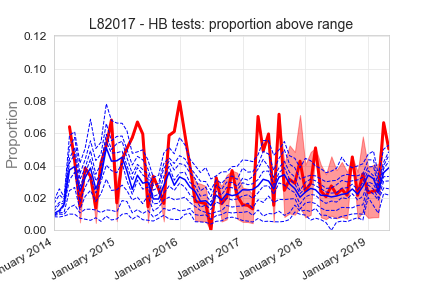 L82017 - HB tests: proportion above range
0.12
0.10
0.08
0.06
0.04
0.02
0.00
Proportion
January 2015
January 2016
January 2017
January 2018
January 2019
2014